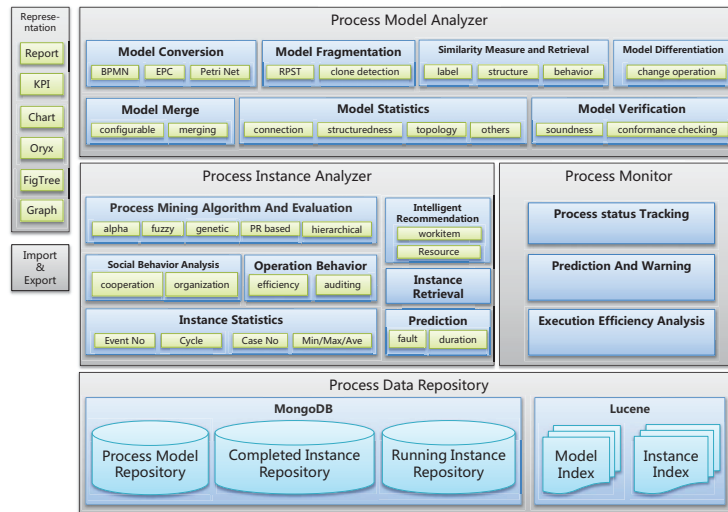 Represe-
ntation
Report
KPI
Chart
Oryx
FigTree
Graph
Import
&
Export
Process Model Analyzer
Model Conversion
BPMN
EPC
Petri Net
Model Fragmentation
RPST
clone detection
Similarity Measure and Retrieval
label
structure
behavior
Model Differentiation
change operation
Model Merge
configurable
merging
Model Statistics
connection
structuredness
topology
others
Model Verification
soundness
conformance checking
Process Instance Analyzer
Process Mining Algorithm And Evaluation
alpha
fuzzy
genetic
PR based
hierarchical
Intelligent
Recommendation
workitem
Resource
Social Behavior Analysis
cooperation
organization
Operation Behavior
efficiency
auditing
Instance
Retrieval
Instance Statistics
Event No
Cycle
Case No
Min/Max/Ave
Prediction
fault
duration
Process Monitor
Process status Tracking
Prediction And Warning
Execution Efficiency Analysis
Process Data Repository
MongoDB
Process Model
Repository
Completed Instance
Repository
Running Instance
Repository
Lucene
Model
Index
Instance
Index